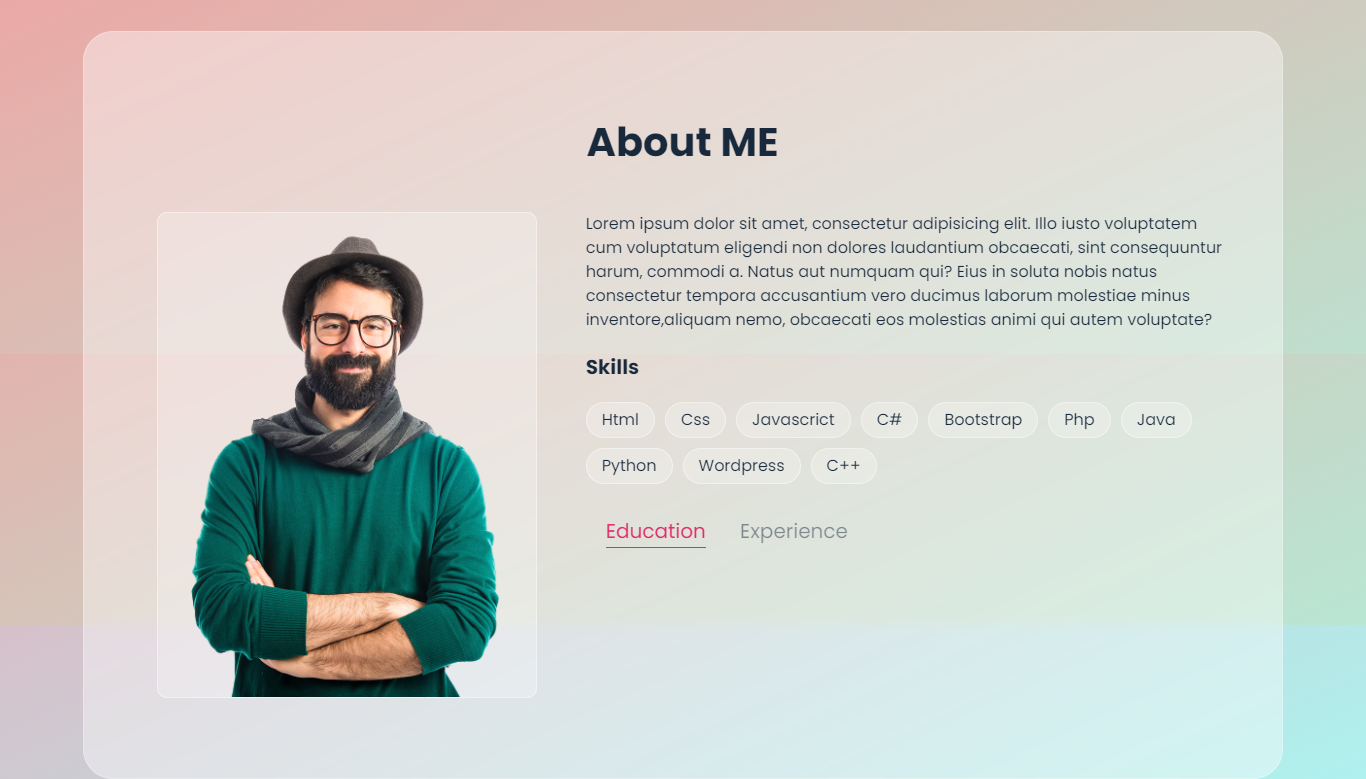 About ME
Lorem ipsum dolor sit amet, consectetur adipisicing elit. Illo iusto voluptatem
cum voluptatum eligendi non dolores laudantium obcaecati, sint consequuntur
harum, commodi a. Natus aut numquam qui? Eius in soluta nobis natus
consectetur tempora accusantium vero ducimus laborum molestiae minus
inventore,aliquam nemo, obcaecati eos molestias animi qui autem voluptate?
Skills
Html Css Javascrict C# Bootstrap Php Java
Python Wordpress C++
Education Experience